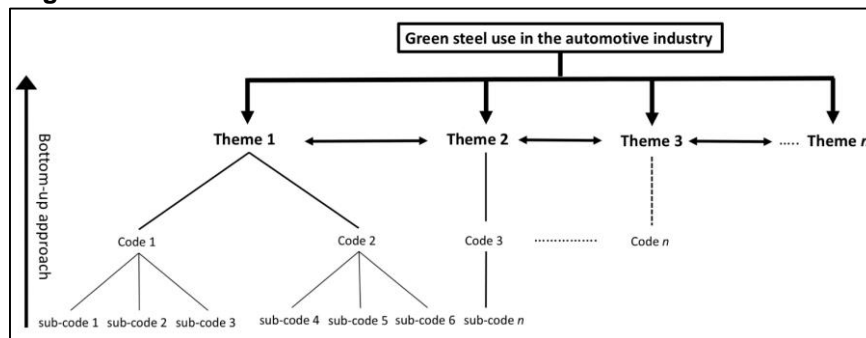 Green steel use in the automotive industry
Bottom-up approach
Theme 1
Theme 2
Theme 3
..... Theme n
Code 1
Code 2
Code 3
................
Code n
sub-code 1
sub-code 2
sub-code 3
sub-code 4
sub-code 5
sub-code 6
sub-code n